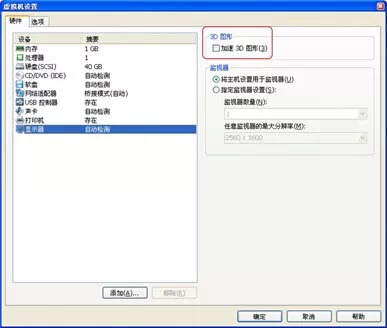 虚拟机设置
硬件 选项
设备 摘要
内存 1 GB
处理器 1
硬盘(SCSI) 40 GB
CD/DVD (IDE) 自动检测
软盘 自动检测
网络适配器 桥接模式(自动)
USB 控制器 存在
声卡 自动检测
打印机 存在
显示器 自动检测
添加(A)... 移除(R)
3D 图形
加速 3D 图形(3)
监视器
将主机设置用于监视器(U)
指定监视器设置(S):
监视器数量(N):
1
任意监视器的最大分辨率(M):
2560 x 1600
确定 取消 帮助